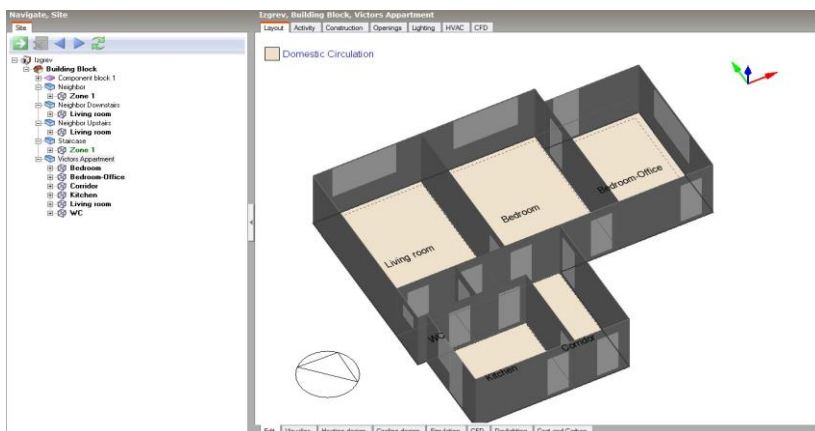 Navigate, Site
Site
Izgrev
Building Block
Component block 1
Neighbor
Zone 1
Neighbor Downstairs
Living room
Neighbor Upstairs
Living room
Staircase
Zone 1
Victors Appartment
Bedroom
Bedroom-Office
Corridor
Kitchen
Living room
WC
Izgrev, Building Block, Victors Appartment
Layout Activity Construction Openings Lighting HVAC CFD
Domestic Circulation
Bedroom-Office
Bedroom
Living room
WC
Corridor
Kitchen
Edit Visualise Heating design Cooling design Simulation CFD Daylighting Cost and Carbon